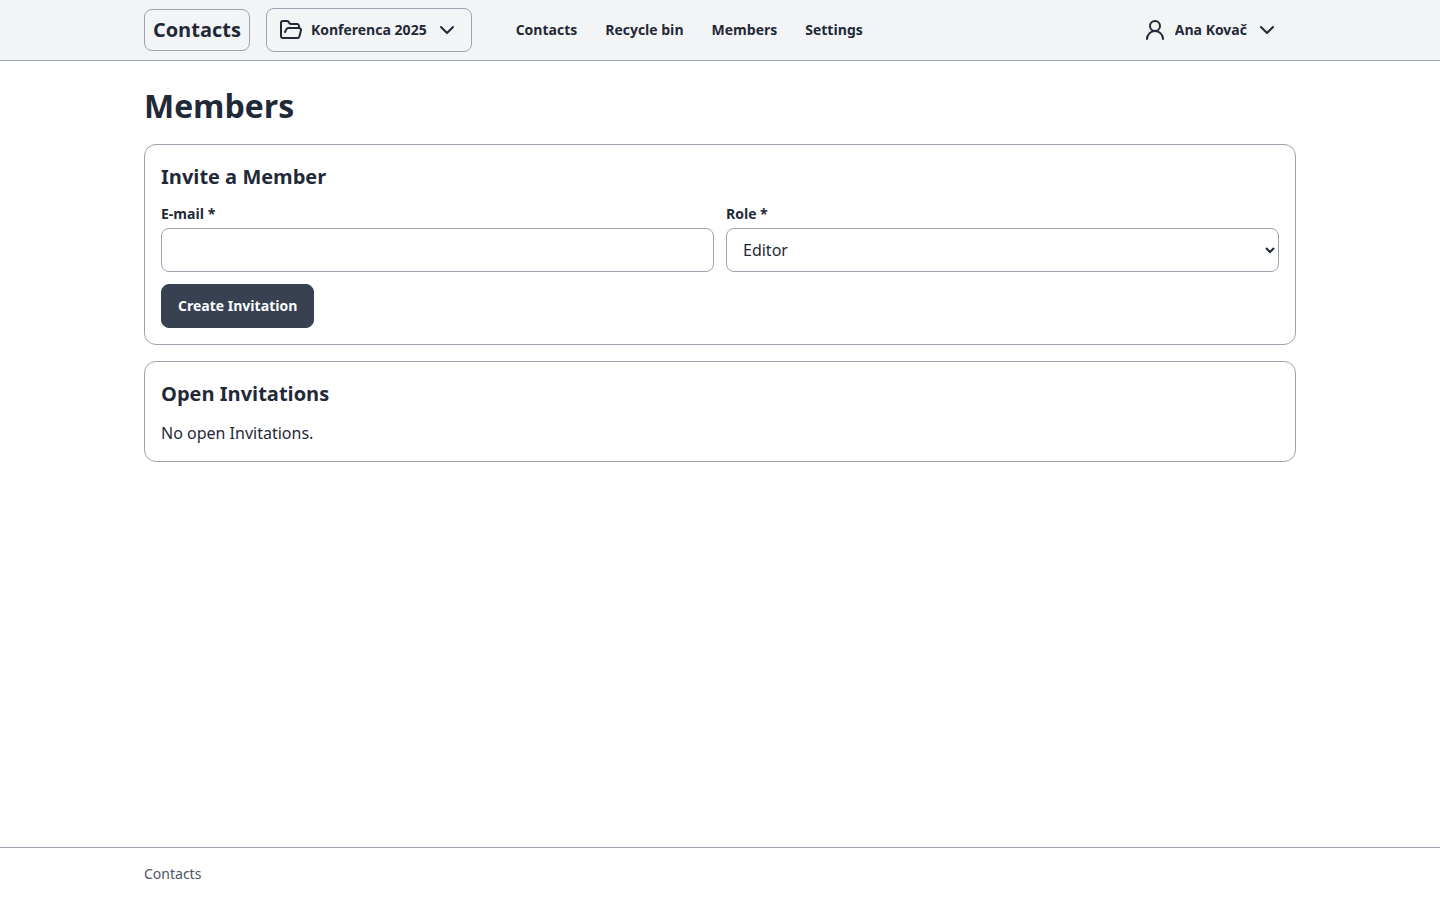 Contacts
Konferenca 2025
Contacts
Recycle bin
Members
Settings
Ana Kovač
Members
Invite a Member
E-mail *
Role *
Editor
Create Invitation
Open Invitations
No open Invitations.
Contacts